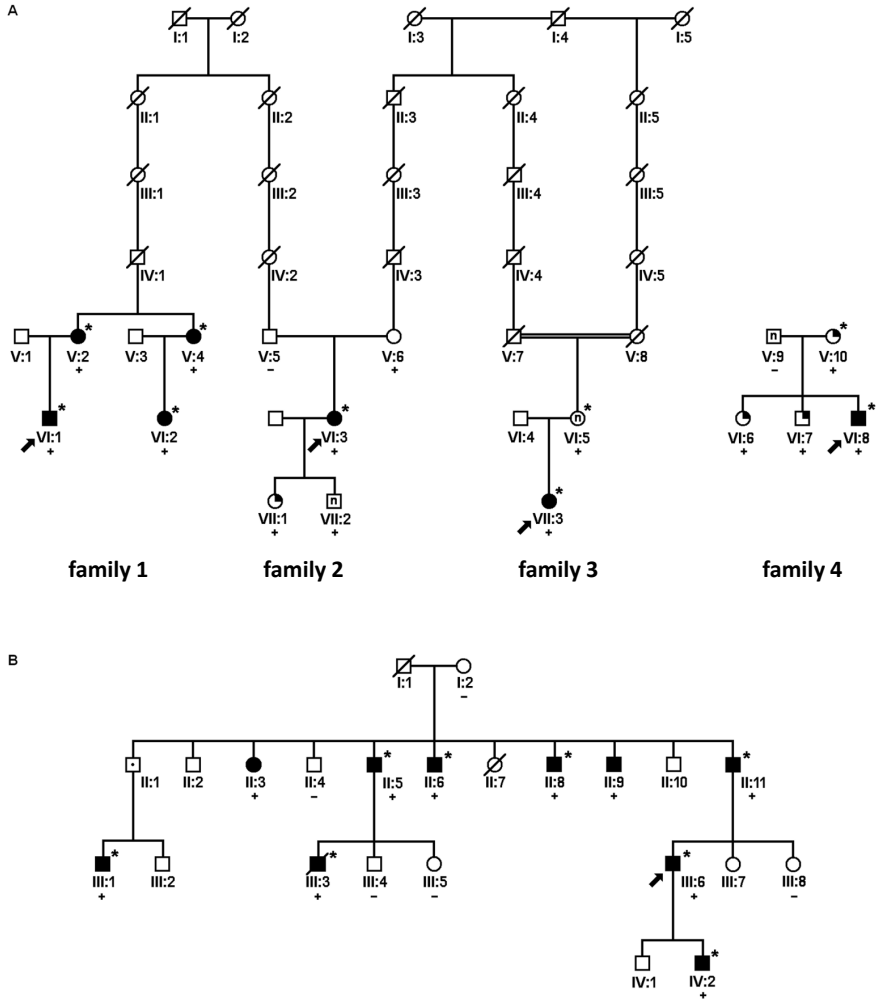 A
I:1 I:2 I:3 I:4 I:5
II:1 II:2 II:3 II:4 II:5
III:1 III:2 III:3 III:4 III:5
IV:1 IV:2 IV:3 IV:4 IV:5
* * n *
V:1 V:2 V:3 V:4 V:5 V:6 V:7 V:8 V:9 V:10
+ + - + - +
* * * n * *
VI:1 VI:2 VI:3 VI:4 VI:5 VI:6 VI:7 VI:8
+ + + + + + +
n *
VII:1 VII:2 VII:3
+ + +
family 1 family 2 family 3 family 4
B
I:1 I:2
-
* * * *
II:1 II:2 II:3 II:4 II:5 II:6 II:7 II:8 II:9 II:10 II:11
+ - + + + + +
* * *
III:1 III:2 III:3 III:4 III:5 III:6 III:7 III:8
+ + - - + -
*
IV:1 IV:2
+